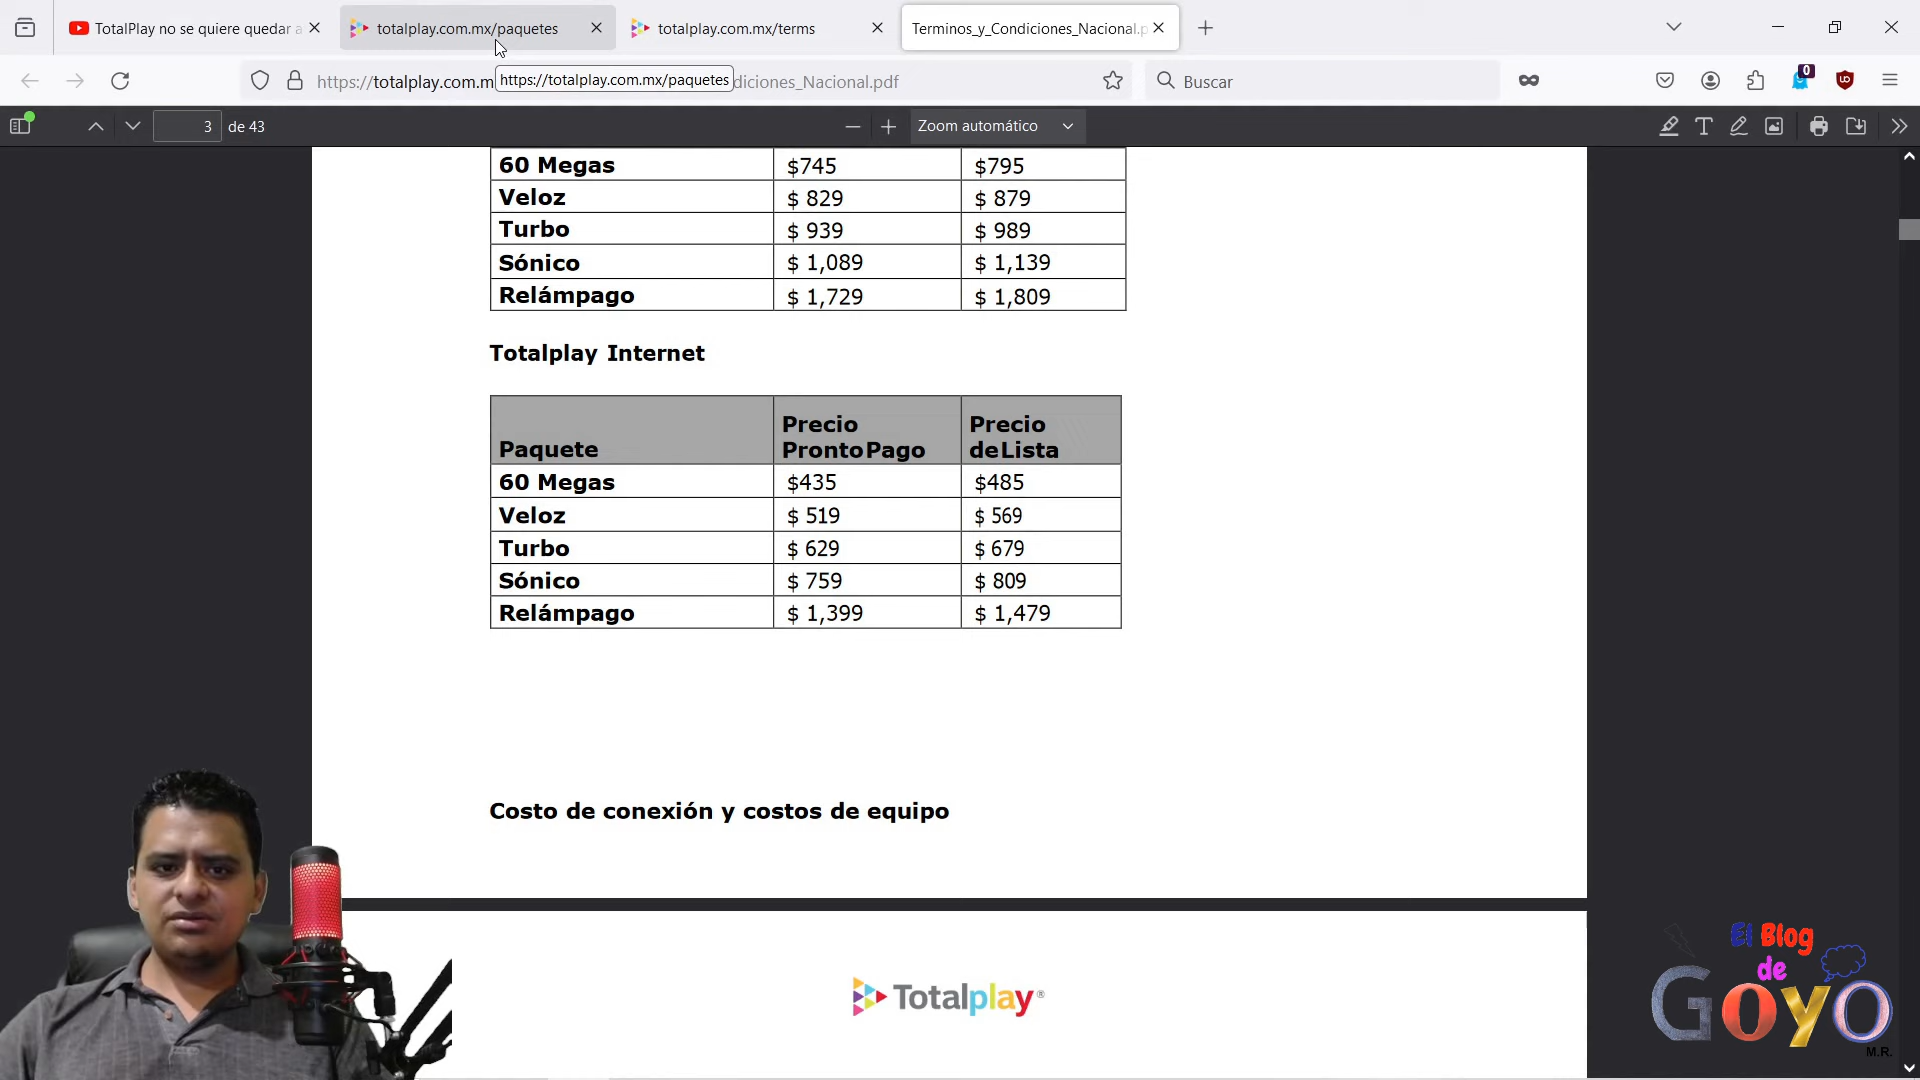 TotalPlay no se quiere quedar a
totalplay.com.mx/paquetes
totalplay.com.mx/terms
Terminos_y_Condiciones_Nacional.p
https://totalplay.com.m
https://totalplay.com.mx/paquetes
diciones_Nacional.pdf
Buscar
0
3
de 43
Zoom automático
60 Megas $745 $795
Veloz $ 829 $ 879
Turbo $ 939 $ 989
Sónico $ 1,089 $ 1,139
Relámpago $ 1,729 $ 1,809
Totalplay Internet
Paquete Precio ProntoPago Precio deLista
60 Megas $435 $485
Veloz $ 519 $ 569
Turbo $ 629 $ 679
Sónico $ 759 $ 809
Relámpago $ 1,399 $ 1,479
Costo de conexión y costos de equipo
Totalplay®
El Blog
de
GOYO
M.R.